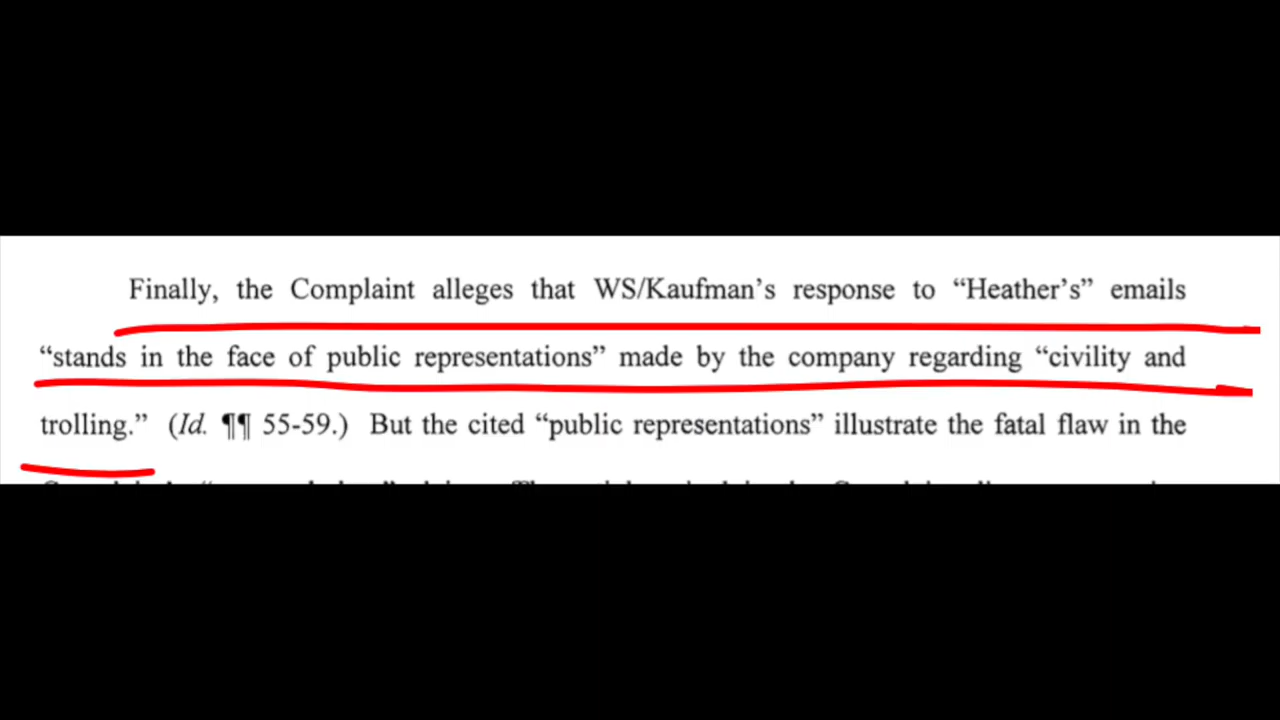 Finally, the Complaint alleges that WS/Kaufman’s response to “Heather’s” emails
“stands in the face of public representations” made by the company regarding “civility and
trolling.” (Id. ¶¶ 55-59.) But the cited “public representations” illustrate the fatal flaw in the